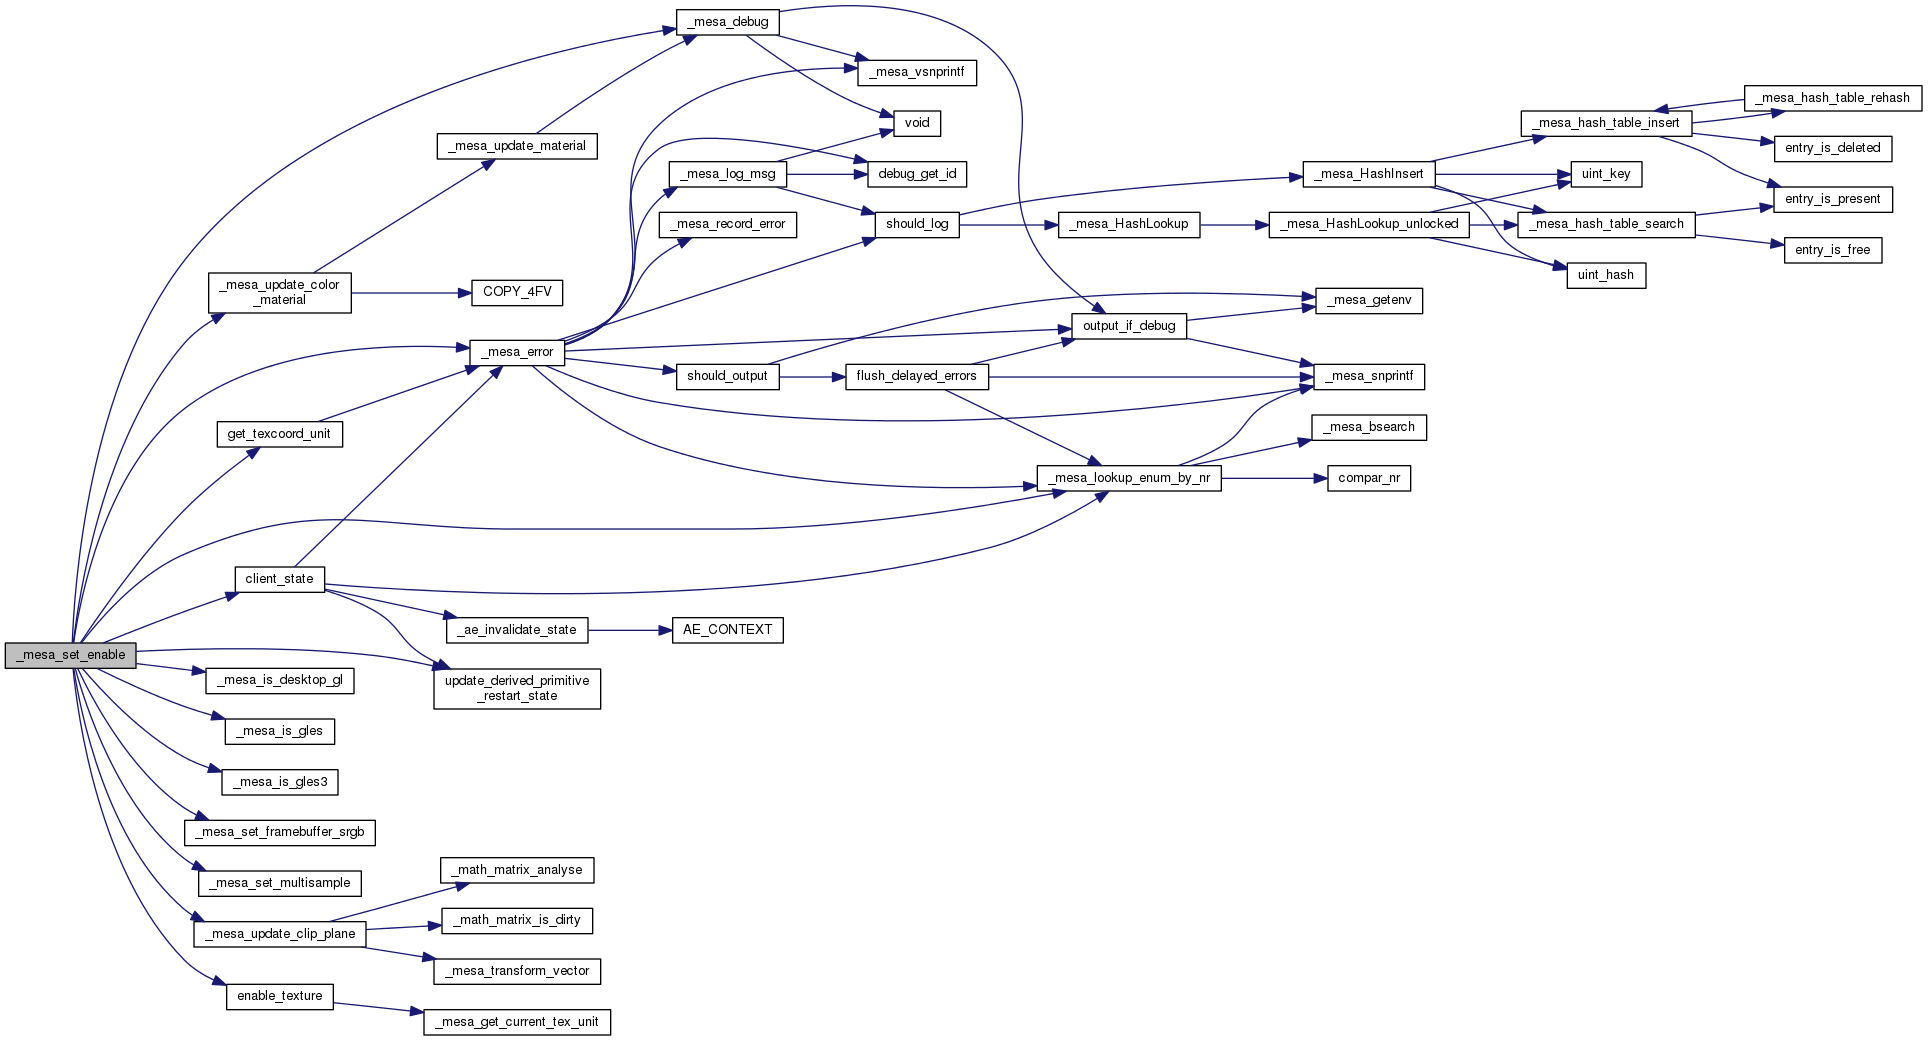 _mesa_debug
_mesa_vsnprintf
_mesa_hash_table_rehash
void
_mesa_hash_table_insert
_mesa_update_material
entry_is_deleted
_mesa_log_msg
debug_get_id
_mesa_HashInsert
uint_key
entry_is_present
_mesa_record_error
should_log
_mesa_HashLookup
_mesa_HashLookup_unlocked
_mesa_hash_table_search
entry_is_free
uint_hash
_mesa_update_color
_material
COPY_4FV
_mesa_getenv
output_if_debug
_mesa_error
should_output
flush_delayed_errors
_mesa_snprintf
get_texcoord_unit
_mesa_bsearch
_mesa_lookup_enum_by_nr
compar_nr
client_state
_ae_invalidate_state
AE_CONTEXT
_mesa_set_enable
_mesa_is_desktop_gl
update_derived_primitive
_restart_state
_mesa_is_gles
_mesa_is_gles3
_mesa_set_framebuffer_srgb
_math_matrix_analyse
_mesa_set_multisample
_math_matrix_is_dirty
_mesa_update_clip_plane
_mesa_transform_vector
enable_texture
_mesa_get_current_tex_unit